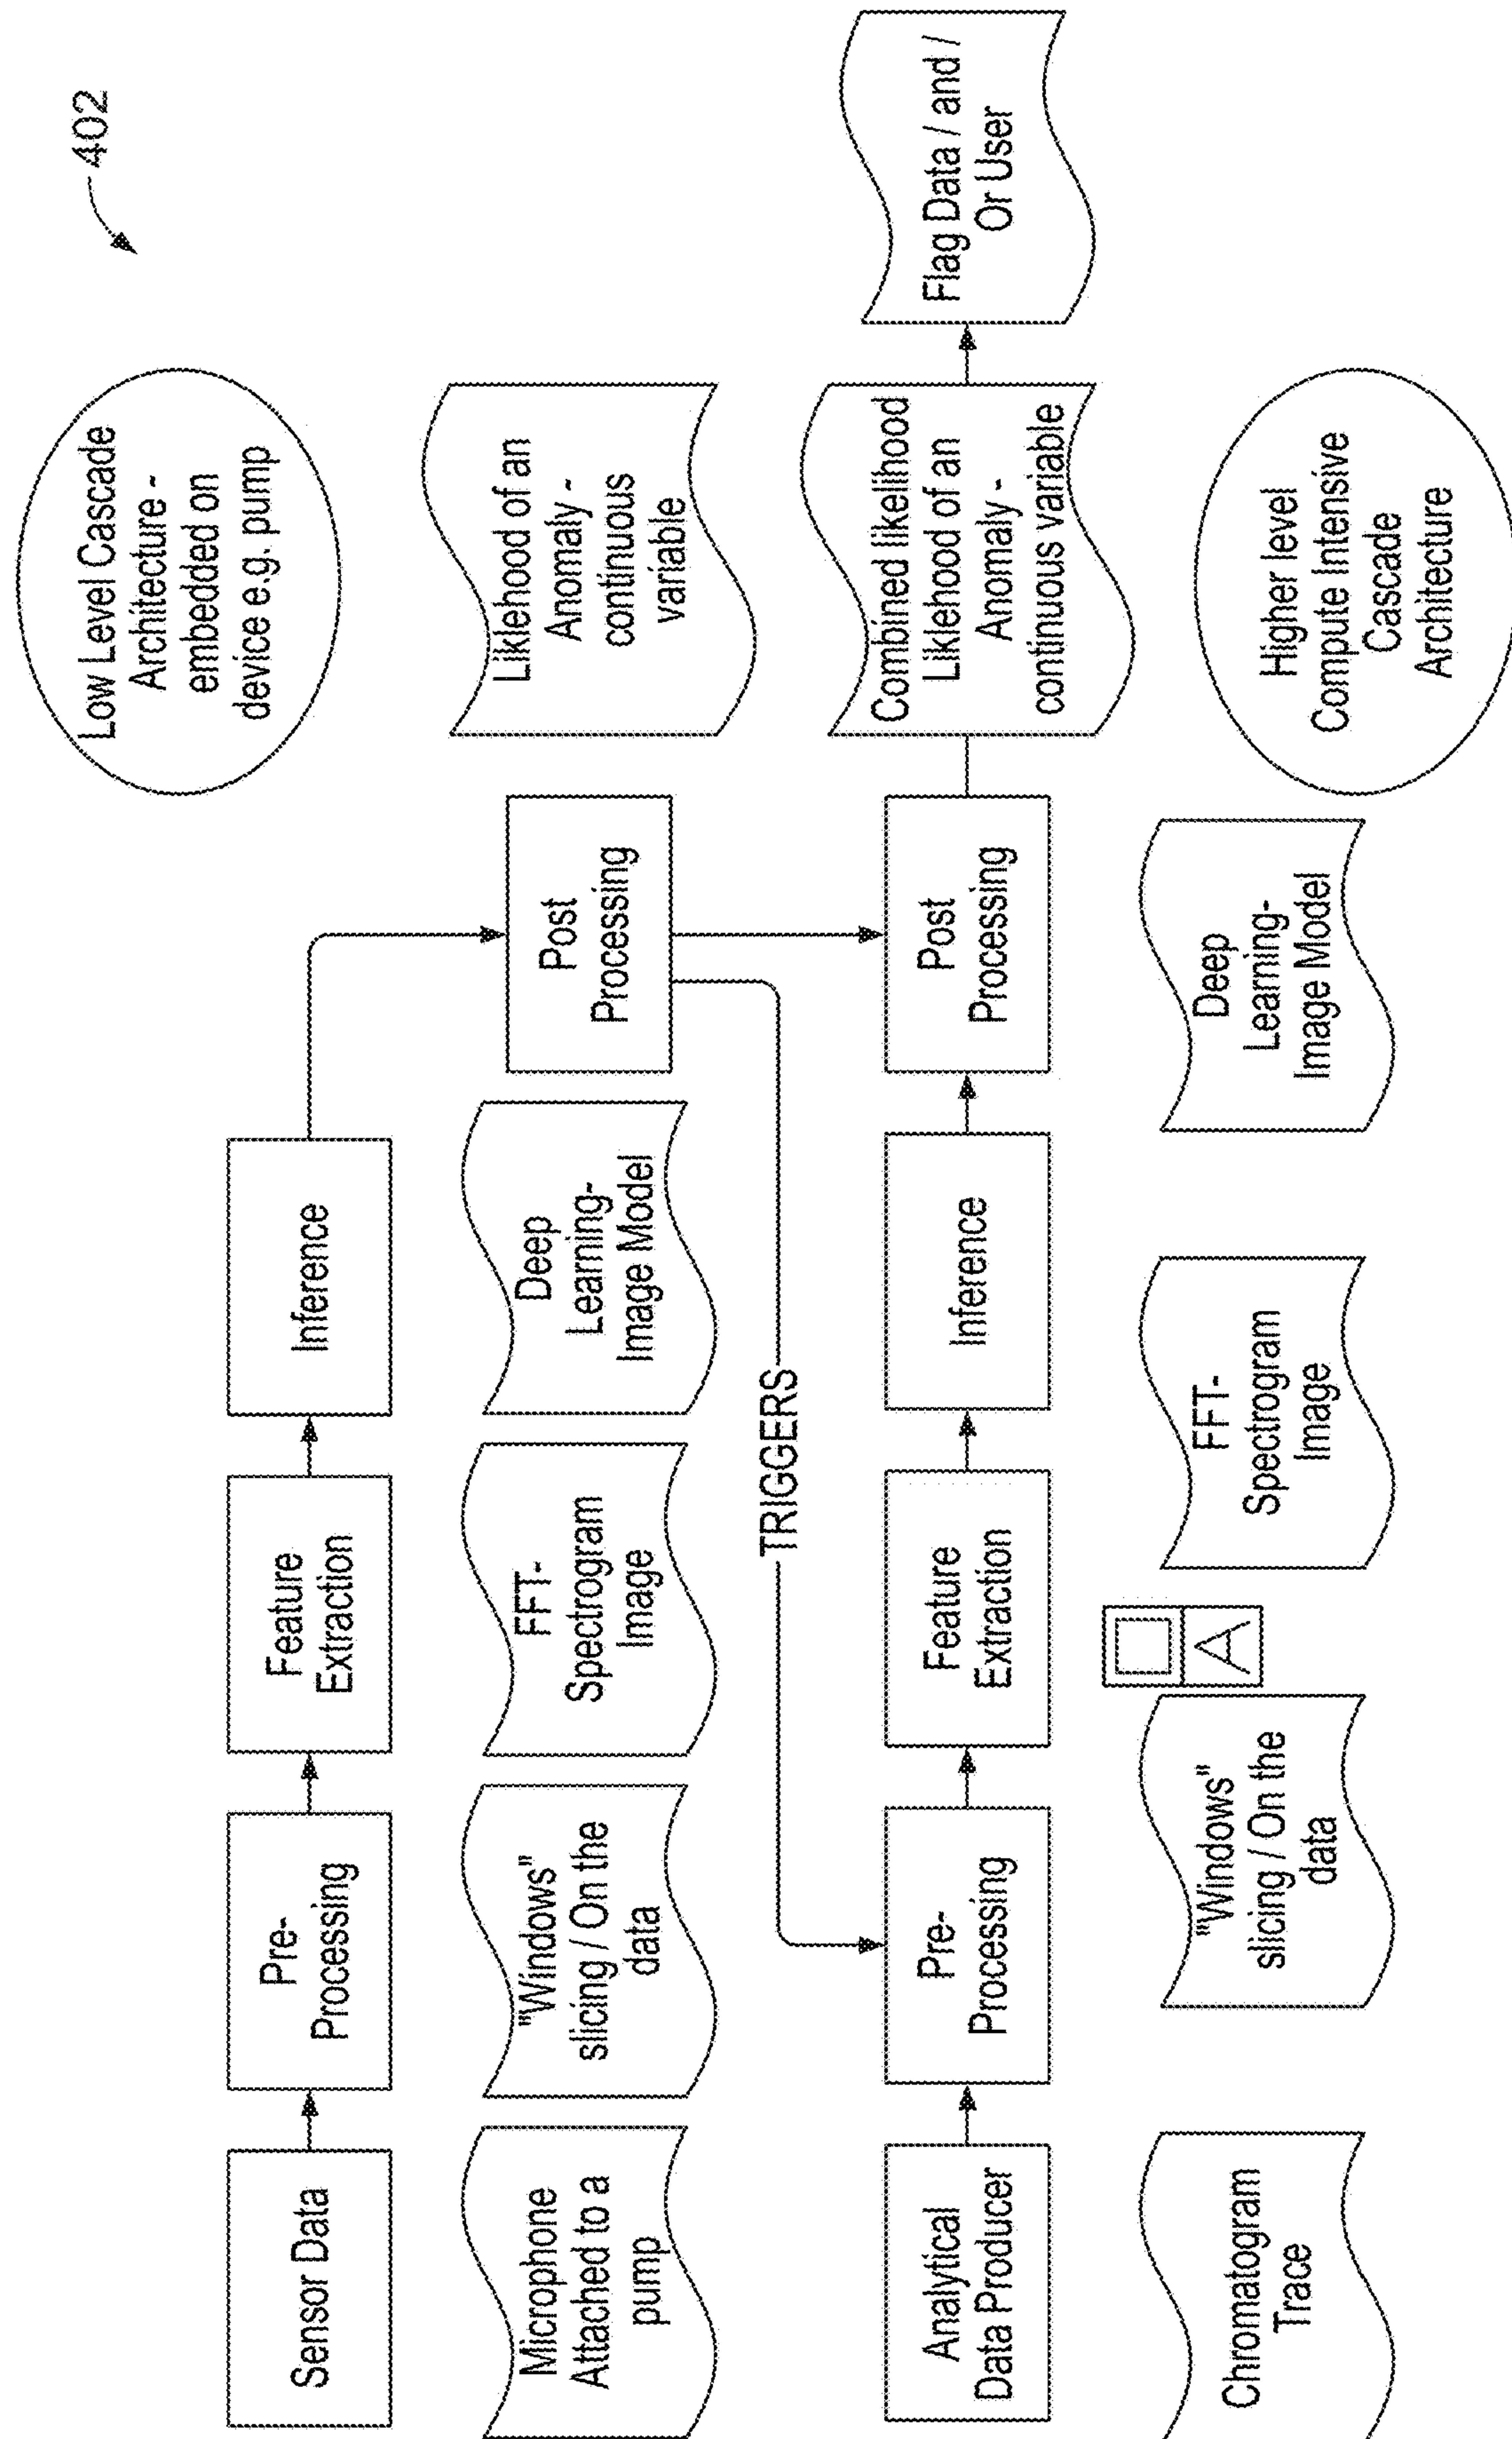 402
Low Level Cascade
Architecture -
embedded on
device e.g. pump
Sensor Data
Pre-
Processing
Feature
Extraction
Inference
Microphone
Attached to a
pump
"Windows"
slicing / On the
data
FFT-
Spectrogram
Image
Deep
Learning-
Image Model
Post
Processing
Liklehood of an
Anomaly -
continuous
variable
TRIGGERS
Analytical
Data Producer
Pre-
Processing
Feature
Extraction
Inference
Post
Processing
Combined likelihood
Liklehood of an
Anomaly -
continuous variable
Flag Data / and /
Or User
Chromatogram
Trace
"Windows"
slicing / On the
data
A
FFT-
Spectrogram
Image
Deep
Learning-
Image Model
Higher level
Compute Intensive
Cascade
Architecture